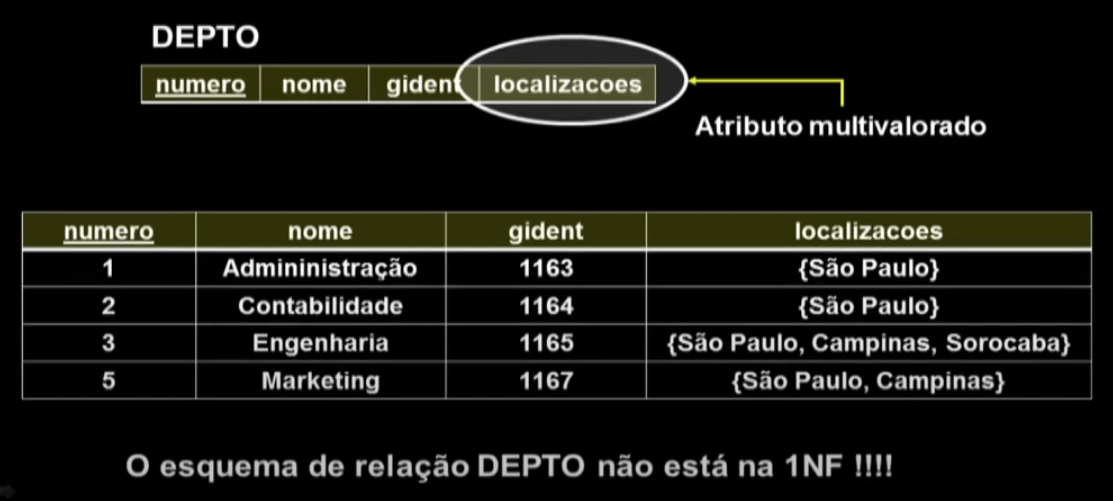 DEPTO
numero nome gident localizacoes
Atributo multivalorado
numero nome gident localizacoes
1 Admininistração 1163 {São Paulo}
2 Contabilidade 1164 {São Paulo}
3 Engenharia 1165 {São Paulo, Campinas, Sorocaba}
5 Marketing 1167 {São Paulo, Campinas}
O esquema de relação DEPTO não está na 1NF !!!!